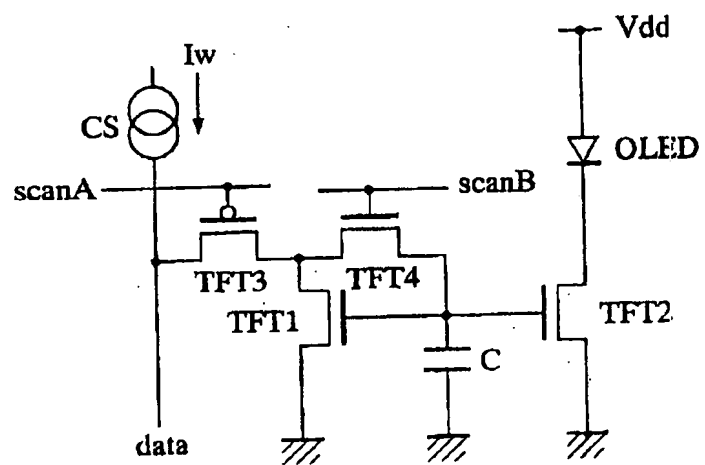 Iw
Vdd
CS
OLED
scanA
scanB
TFT3
TFT4
TFT1
TFT2
C
data